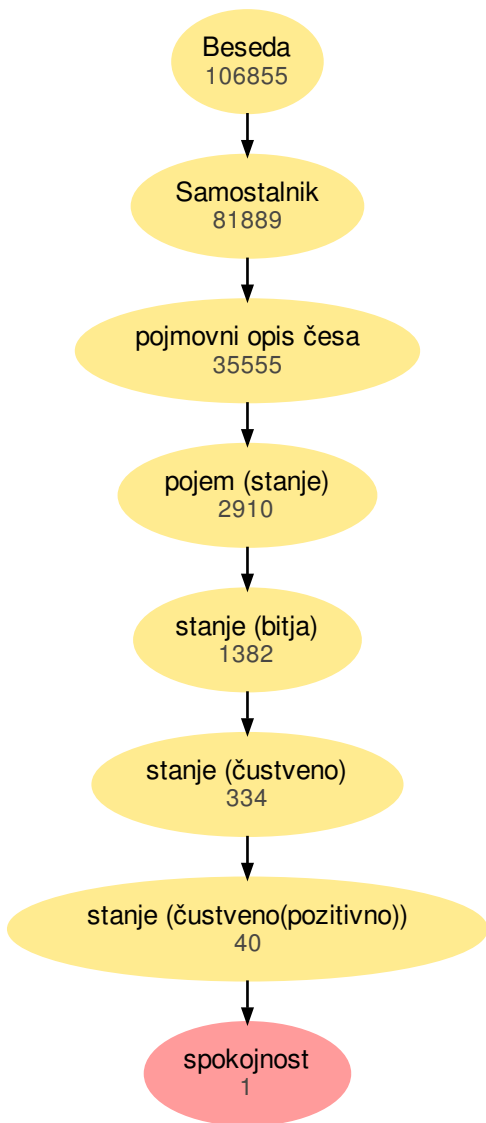 Beseda
106855
Samostalnik
81889
pojmovni opis česa
35555
pojem (stanje)
2910
stanje (bitja)
1382
stanje (čustveno)
334
stanje (čustveno(pozitivno))
40
spokojnost
1